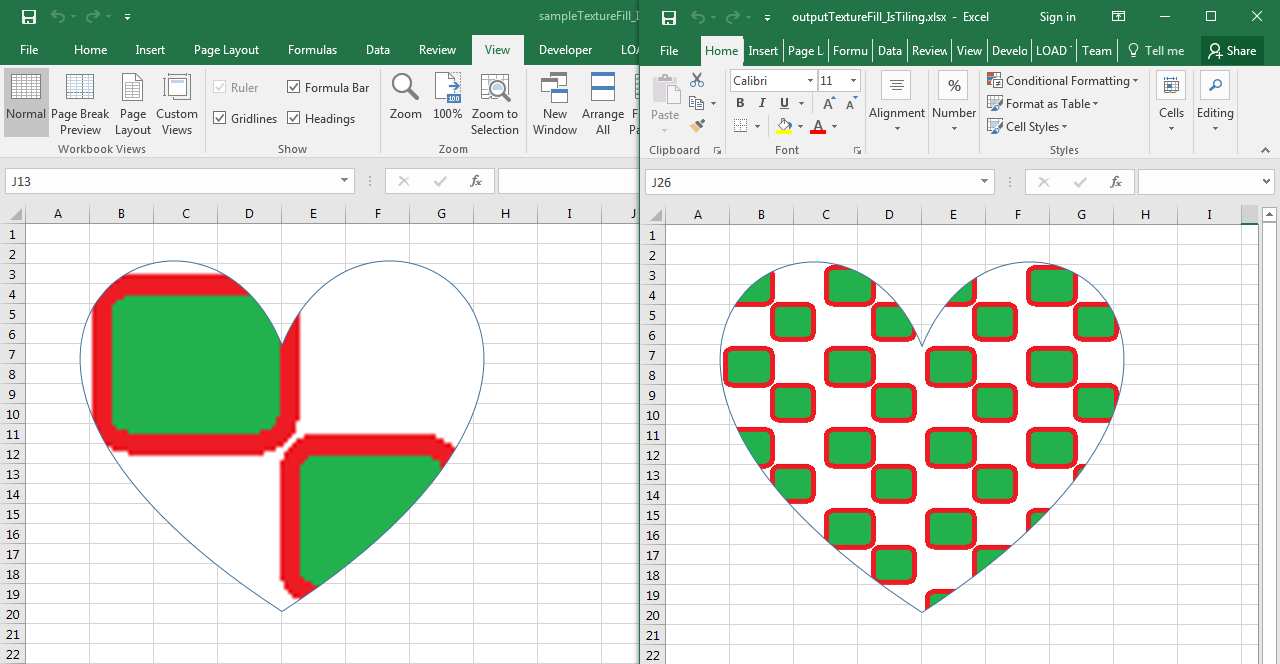 sampleTextureFill_I
File Home Insert Page Layout Formulas Data Review View Developer LOA
Normal Page Break Preview Page Layout Custom Views
Workbook Views
Ruler Formula Bar
Gridlines Headings
Show
Zoom 100% Zoom to Selection
Zoom
New Window Arrange All
J13
fx
A B C D E F G H I J
1
2
3
4
5
6
7
8
9
10
11
12
13
14
15
16
17
18
19
20
21
22
outputTextureFill_IsTiling.xlsx - Excel Sign in
File Home Insert Page L Formu Data Review View Develo LOAD Team Tell me Share
Paste
Clipboard
Calibri 11
B I U A A
A
Font
Alignment
% Number
Conditional Formatting
Format as Table
Cell Styles
Styles
Cells
Editing
J26
fx
A B C D E F G H I
1
2
3
4
5
6
7
8
9
10
11
12
13
14
15
16
17
18
19
20
21
22